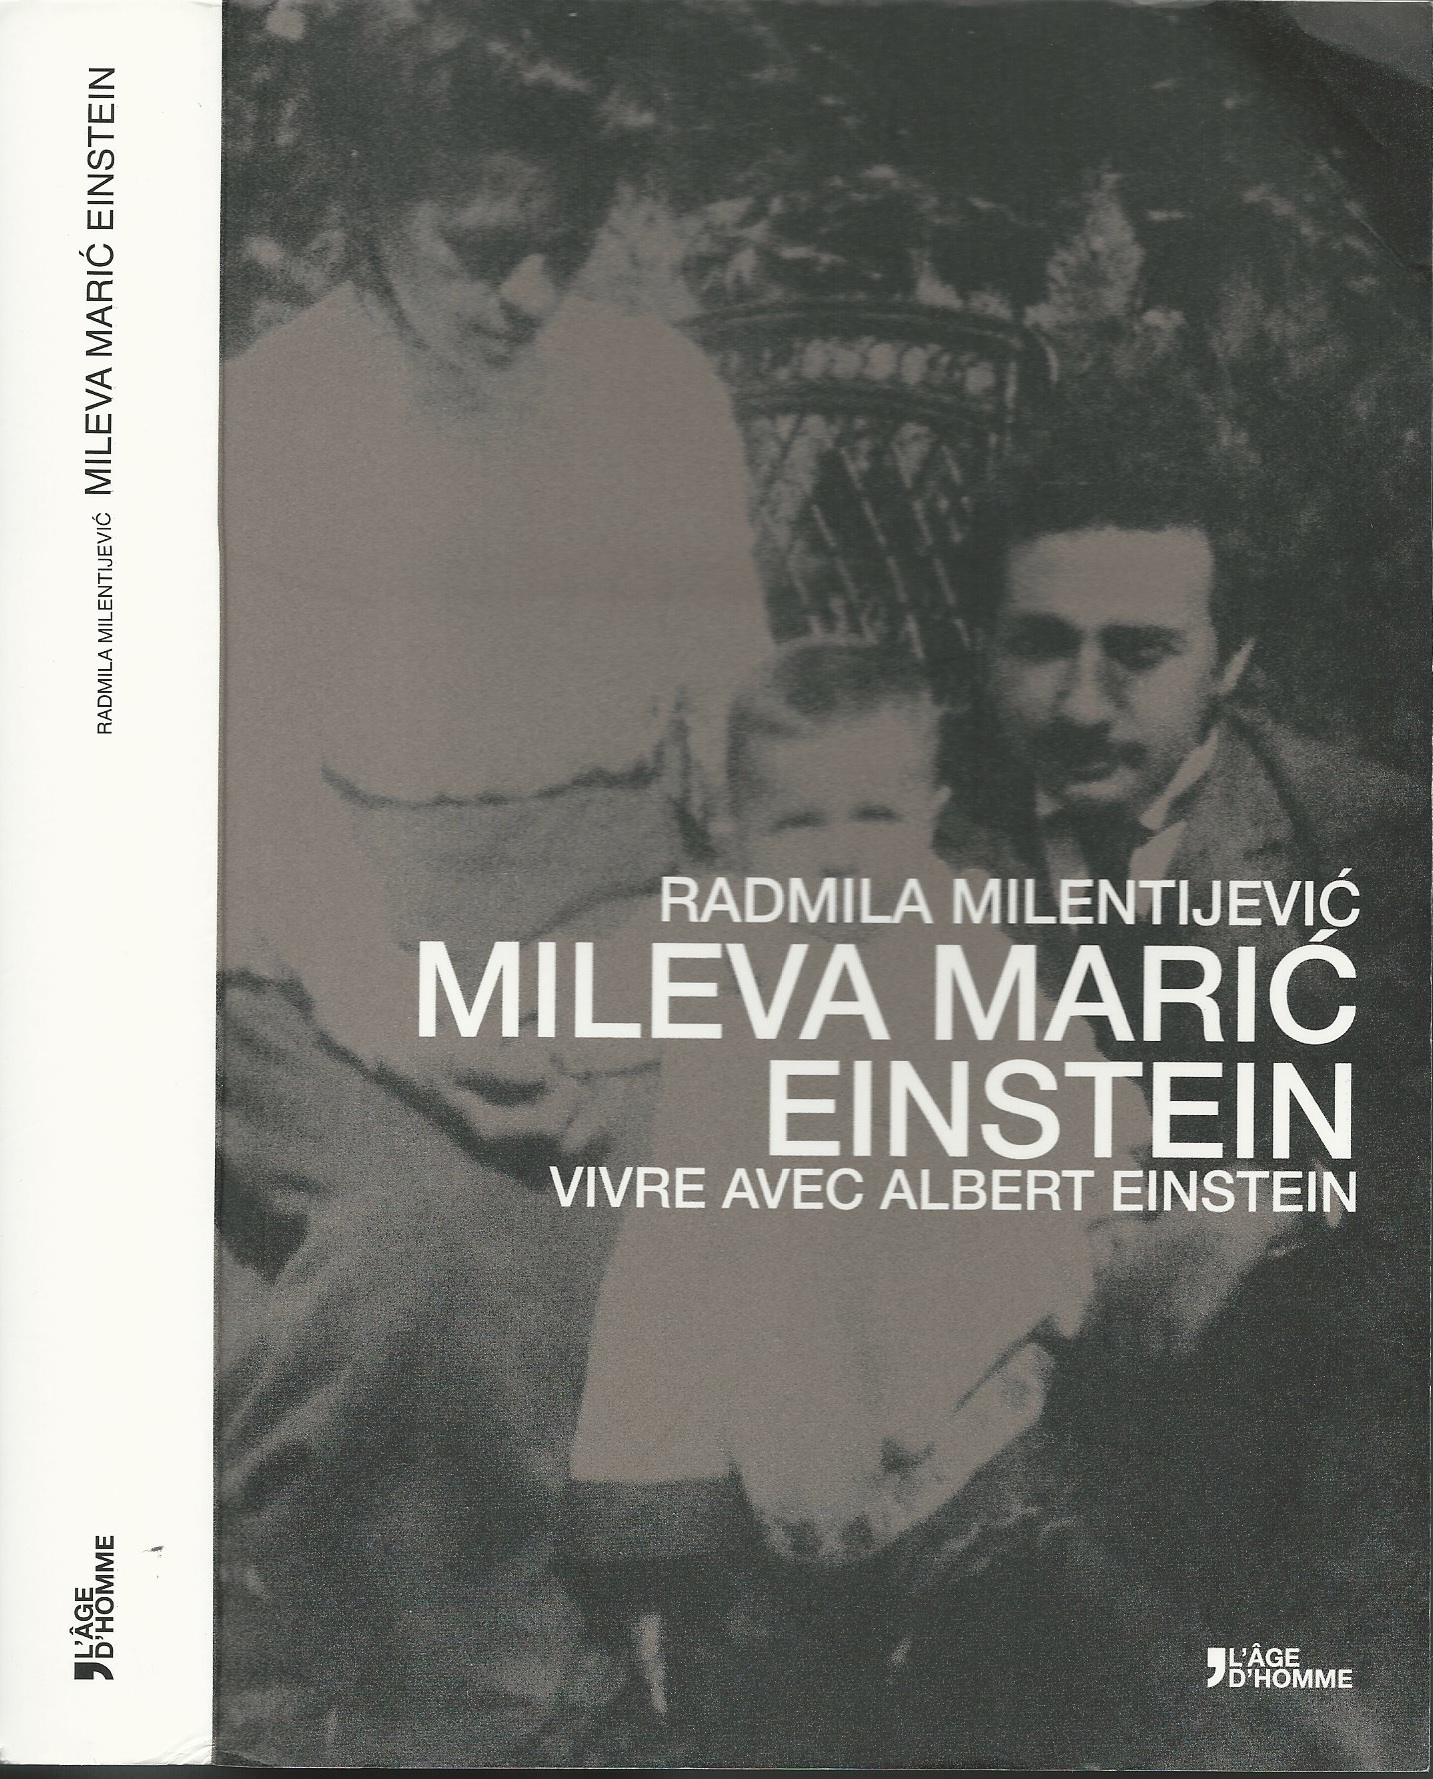 RADMILA MILENTIJEVIĆ MILEVA MARIĆ EINSTEIN
L'ÂGE
D'HOMME
RADMILA MILENTIJEVIĆ
MILEVA MARIĆ
EINSTEIN
VIVRE AVEC ALBERT EINSTEIN
L'ÂGE
D'HOMME